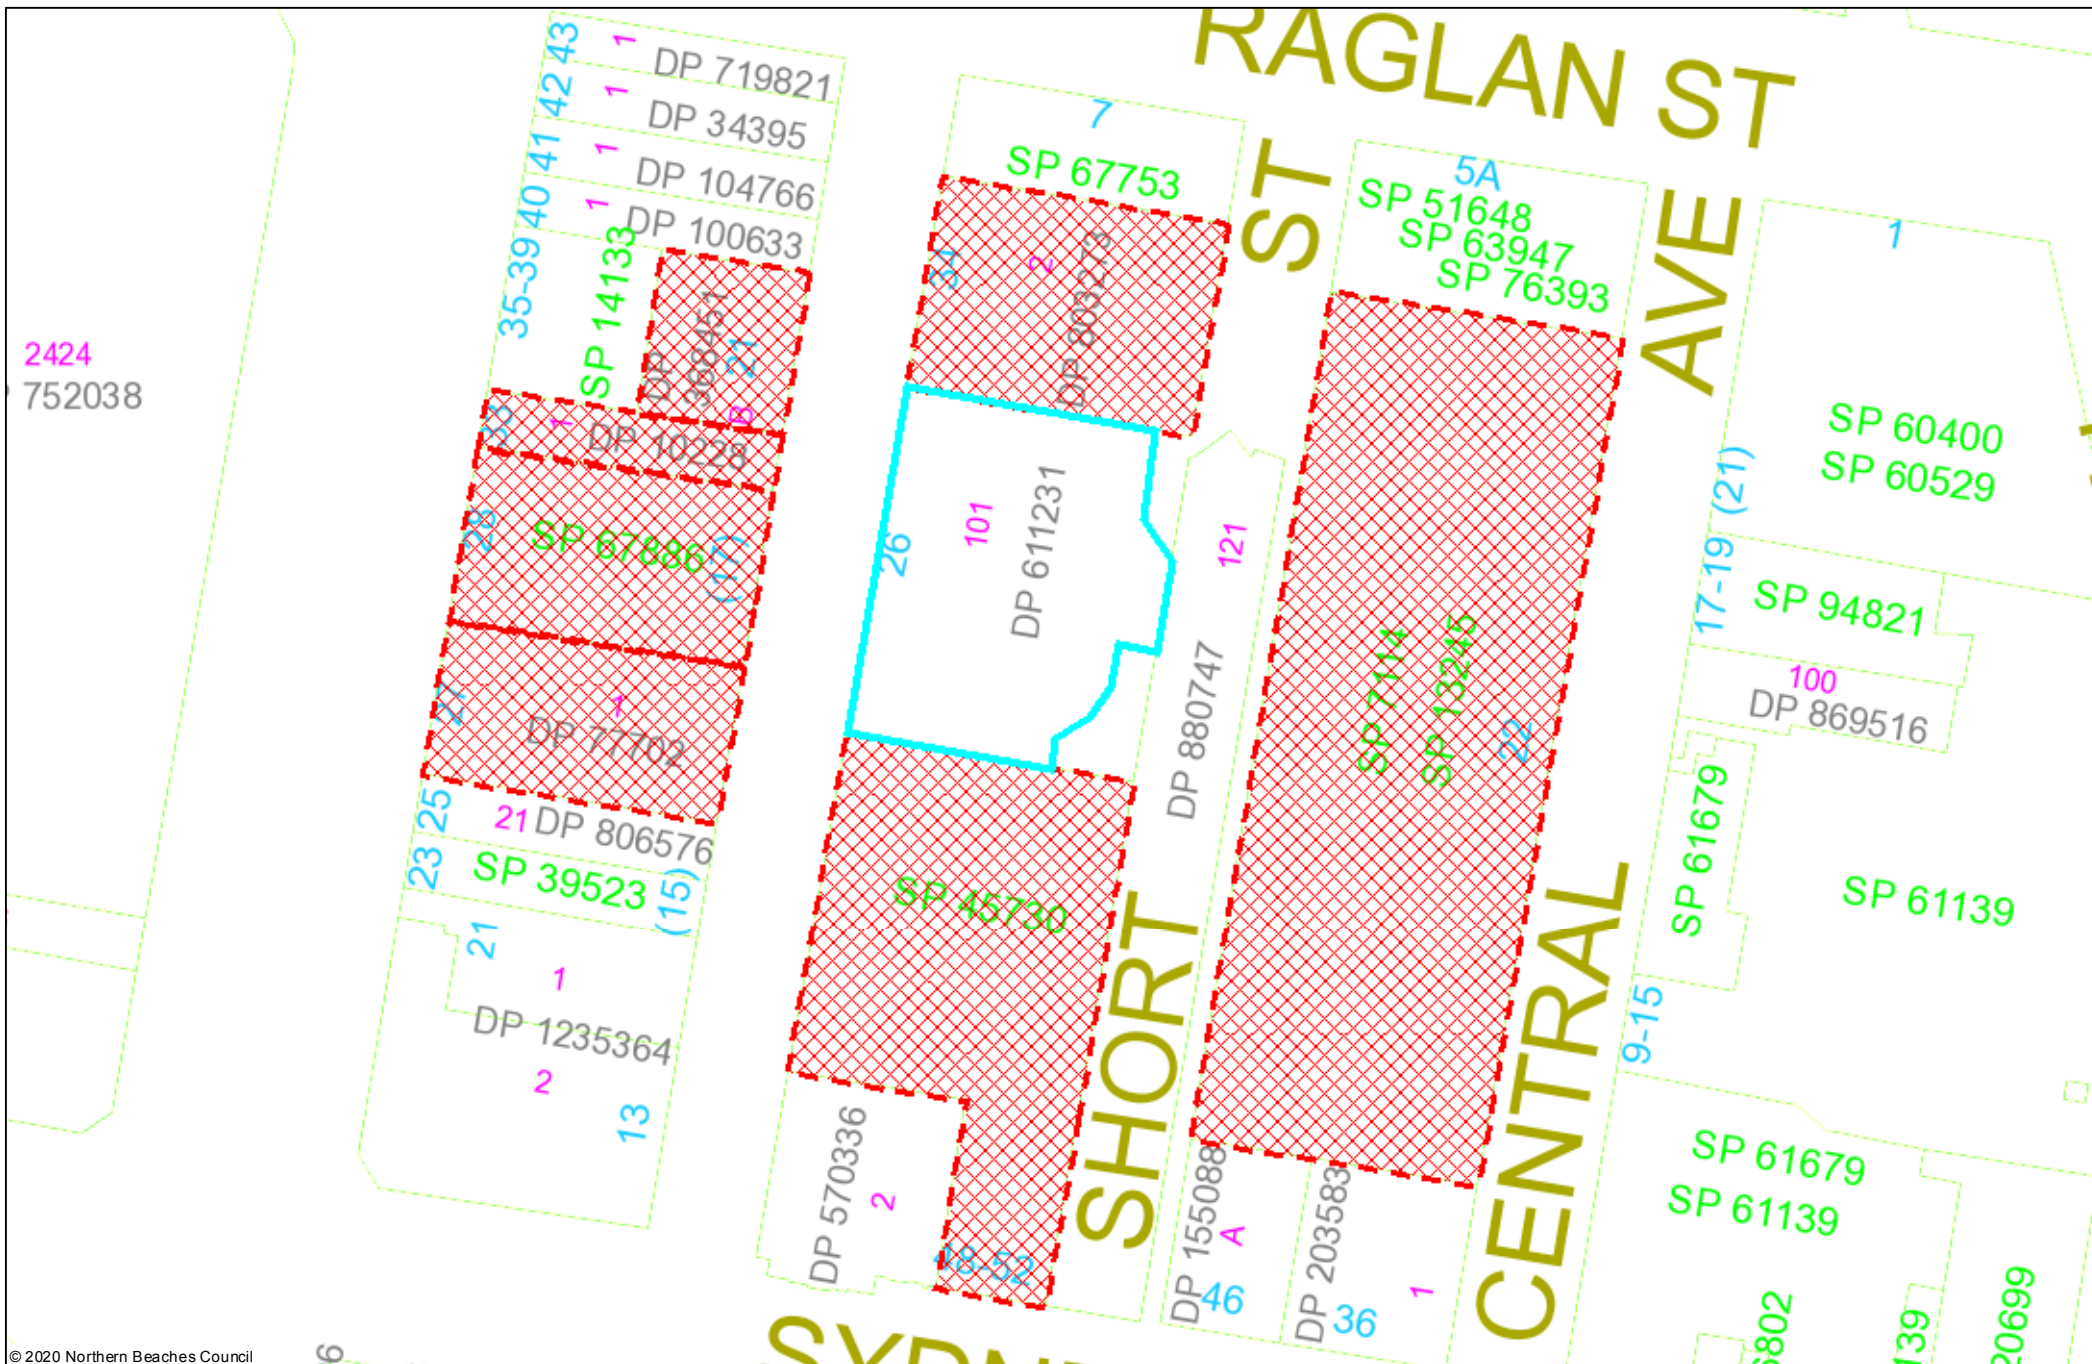 RAGLAN ST
43
1
DP 719821
42
1
DP 34395
41
1
DP 104766
40
1
DP 100633
35-39
SP 14133
DP
368451
21
B
33
1
DP 10228
28
SP 67886
(17)
27
1
DP 77702
25
21
DP 806576
23
SP 39523
(15)
21
1
DP 1235364
2
13
2424
752038
7
SP 67753
34
2
DP 803273
26
101
DP 611231
SP 45730
DP 570336
2
48-52
SHORT
ST
121
DP 880747
5A
SP 51648
SP 63947
SP 76393
SP 7114
SP 13245
22
DP 155088
A
46
DP 203583
36
1
CENTRAL
AVE
1
SP 60400
SP 60529
(21)
17-19
SP 94821
100
DP 869516
SP 61679
SP 61139
9-15
SP 61679
SP 61139
6802
139
20699
© 2020 Northern Beaches Council